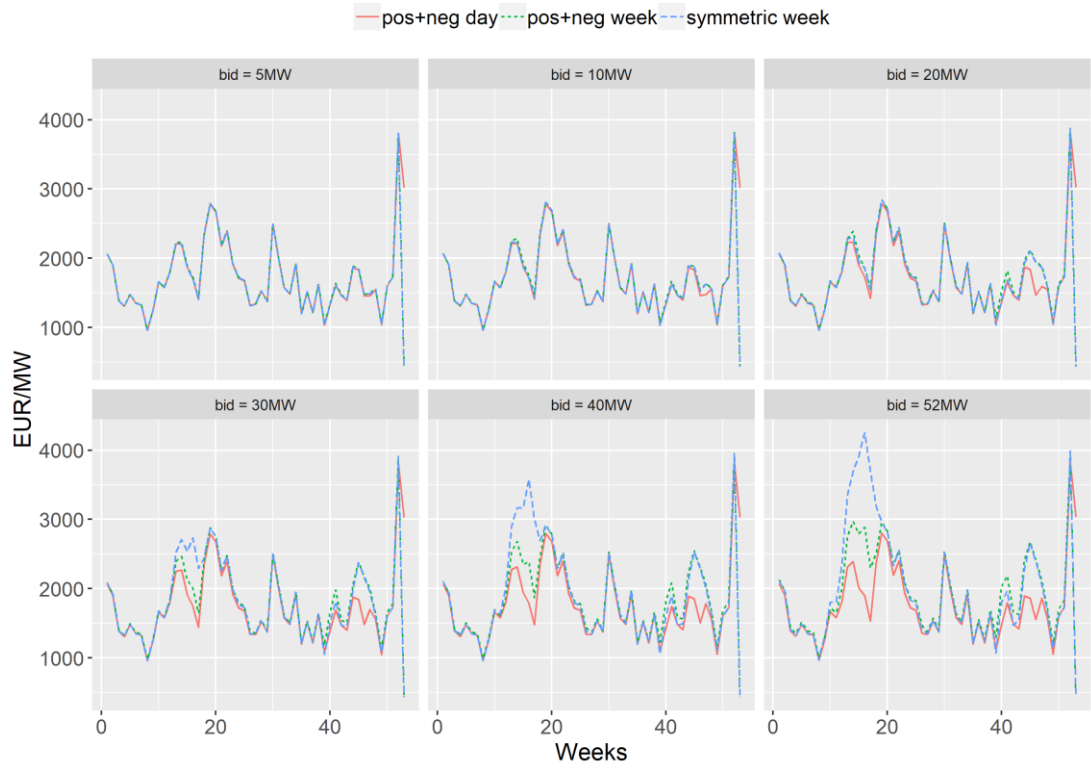 pos+neg day pos+neg week symmetric week
bid = 5MW bid = 10MW bid = 20MW
4000
3000
2000
1000
EUR/MW
bid = 30MW bid = 40MW bid = 52MW
4000
3000
2000
1000
0 20 40 0 20 40 0 20 40
Weeks